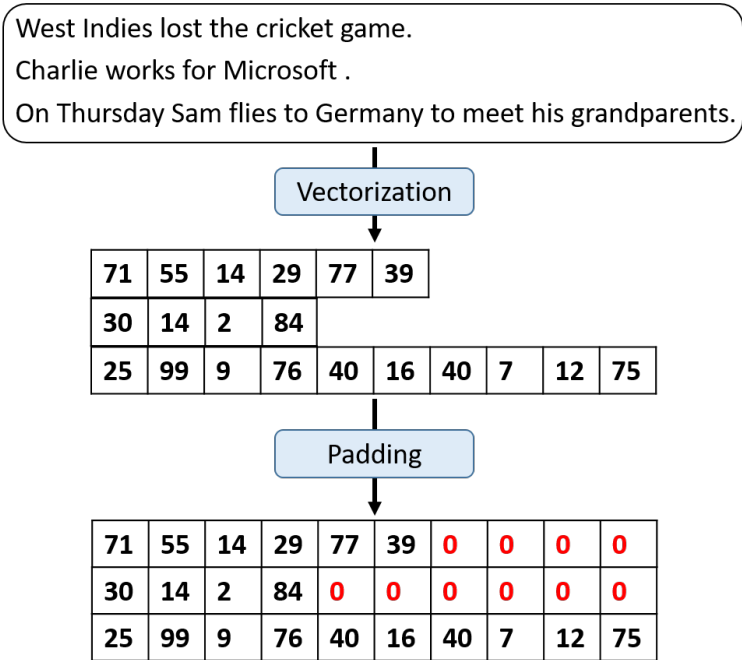 West Indies lost the cricket game.
Charlie works for Microsoft .
On Thursday Sam flies to Germany to meet his grandparents.
Vectorization
71 55 14 29 77 39
30 14 2 84
25 99 9 76 40 16 40 7 12 75
Padding
71 55 14 29 77 39 0 0 0 0
30 14 2 84 0 0 0 0 0 0
25 99 9 76 40 16 40 7 12 75